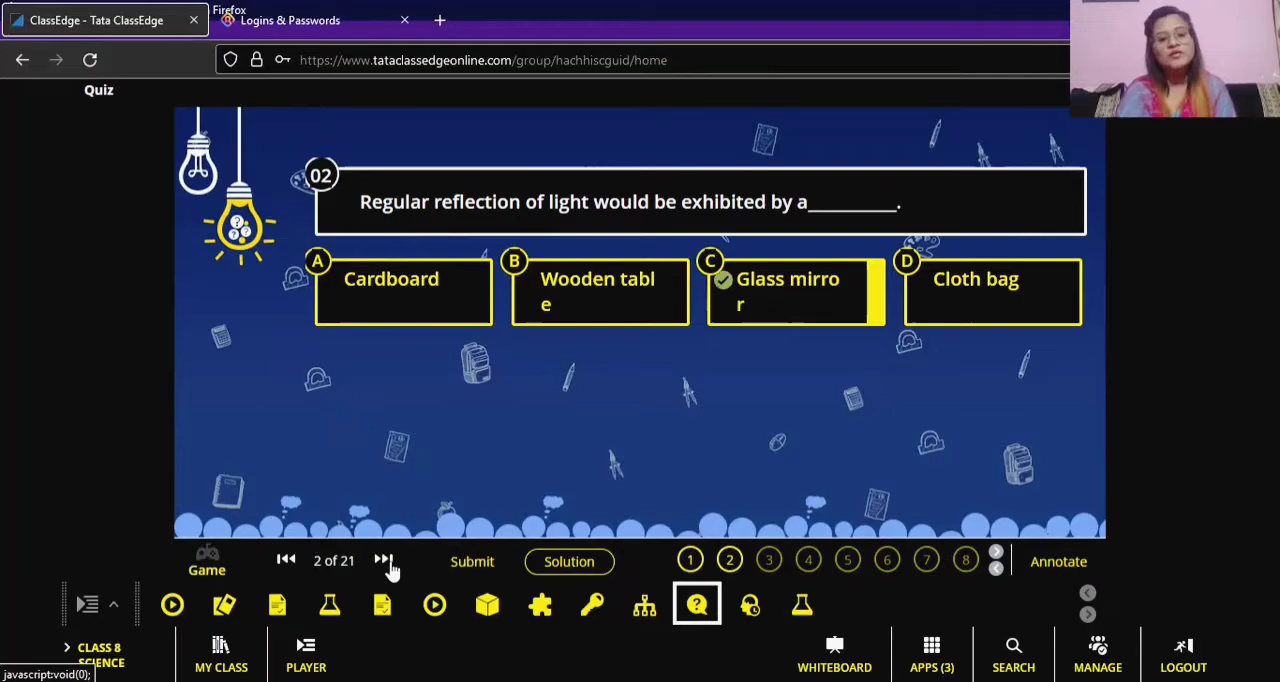 Firefox
ClassEdge - Tata ClassEdge
Logins & Passwords
https://www.tataclassedgeonline.com/group/hachhiscguid/home
Quiz
02
Regular reflection of light would be exhibited by a_________.
A
Cardboard
B
Wooden tabl
e
C
Glass mirro
r
D
Cloth bag
Game
2 of 21
Submit
Solution
1 2 3 4 5 6 7 8
Annotate
CLASS 8
SCIENCE
MY CLASS
PLAYER
WHITEBOARD
APPS (3)
SEARCH
MANAGE
LOGOUT
javascript:void(0);